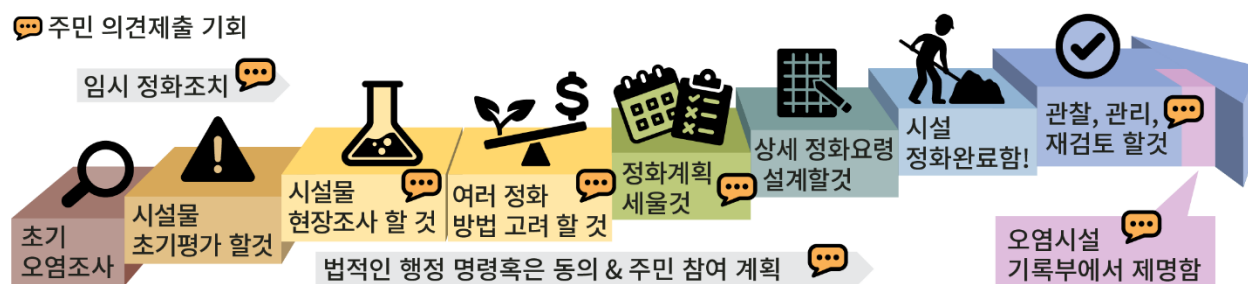 주민 의견제출 기회
임시 정화조치
초기
오염조사
시설물
초기평가 할것
시설물
현장조사 할 것
여러 정화
방법 고려 할 것
정화계획
세울것
상세 정화요령
설계할것
시설
정화완료함!
관찰, 관리,
재검토 할것
법적인 행정 명령혹은 동의 & 주민 참여 계획
오염시설
기록부에서 제명함